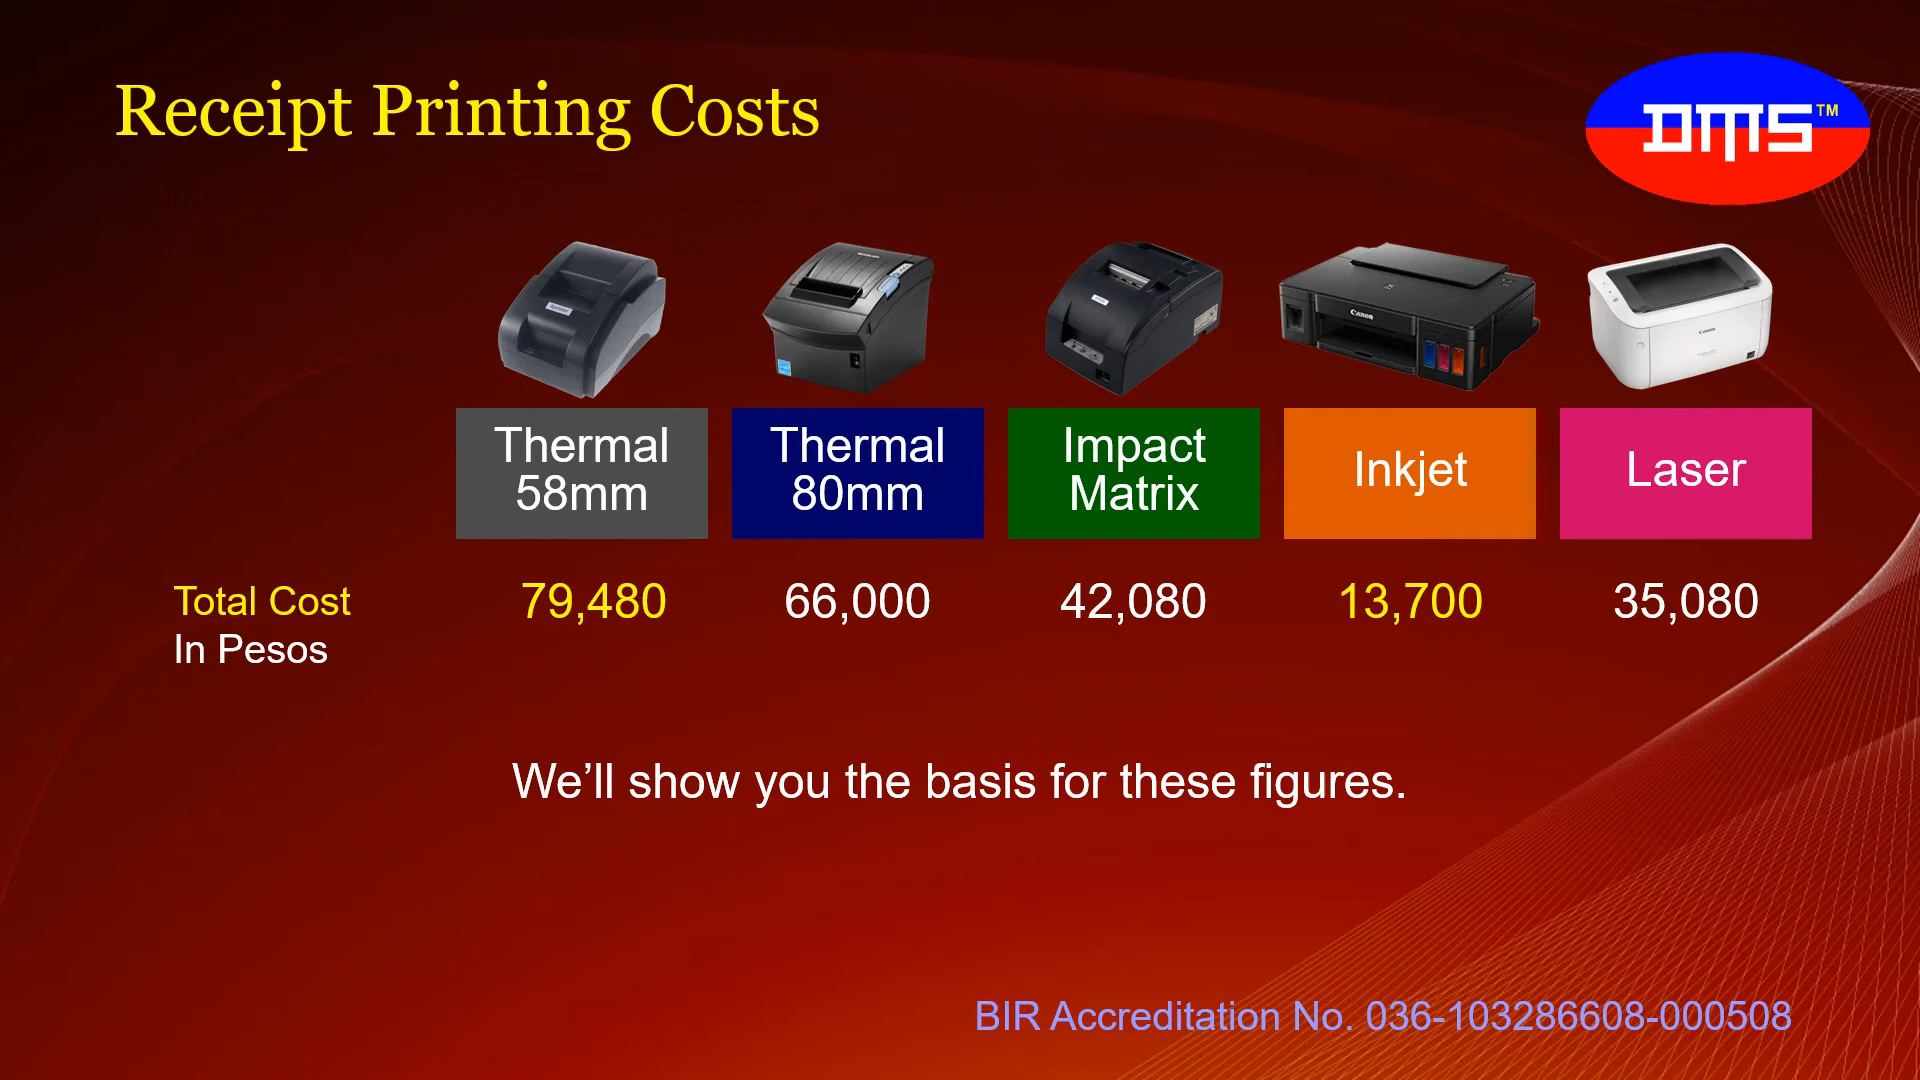 Receipt Printing Costs
DMS™
Canon
Canon
Thermal
58mm
Thermal
80mm
Impact
Matrix
Inkjet
Laser
Total Cost
In Pesos
79,480
66,000
42,080
13,700
35,080
We’ll show you the basis for these figures.
BIR Accreditation No. 036-103286608-000508